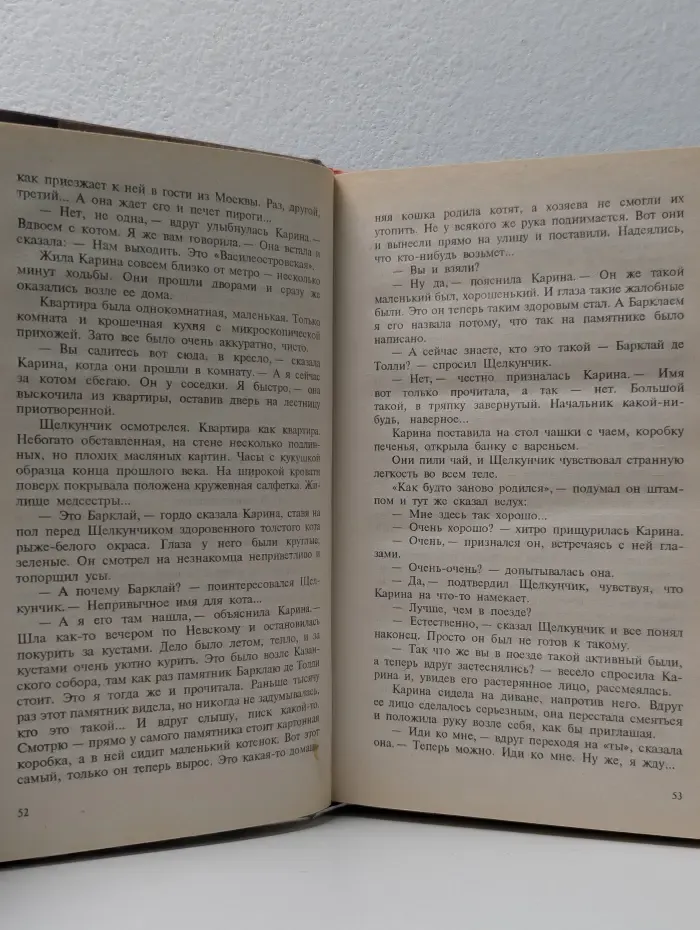 как приезжает к ней в гости из Москвы. Раз, другой,
третий... А она ждет его и печет пироги...
— Нет, не одна, — вдруг улыбнулась Карина. —
Вдвоем с котом. Я же вам говорила. — Она встала и
сказала: — Нам выходить. Это «Василеостровская».
Жила Карина совсем близко от метро — несколько
минут ходьбы. Они прошли дворами и сразу же
оказались возле ее дома.
Квартира была однокомнатная, маленькая. Только
комната и крошечная кухня с микроскопической
прихожей. Зато все было очень аккуратно, чисто.
— Вы садитесь вот сюда, в кресло, — сказала
Карина, когда они прошли в комнату. — А я сейчас
за котом сбегаю. Он у соседки. Я быстро, — она
выскочила из квартиры, оставив дверь на лестницу
приотворенной.
Щелкунчик осмотрелся. Квартира как квартира.
Небогато обставленная, на стене несколько подлин-
ных, но плохих масляных картин. Часы с кукушкой
образца конца прошлого века. На широкой кровати
поверх покрывала положена кружевная салфетка. Жи-
лище медсестры...
— Это Барклай, — гордо сказала Карина, ставя на
пол перед Щелкунчиком здоровенного толстого кота
рыже-белого окраса. Глаза у него были круглые,
зеленые. Он смотрел на незнакомца неприветливо и
топорщил усы.
— А почему Барклай? — поинтересовался Щел-
кунчик. — Непривычное имя для кота...
— А я его там нашла, — объяснила Карина. —
Шла как-то вечером по Невскому и остановилась
покурить за кустами. Дело было летом, тепло, и за
кустами очень уютно курить. Это было возле Казан-
ского собора, там как раз памятник Барклаю де Толли
стоит. Это я тогда же и прочитала. Раньше тысячу
раз этот памятник видела, но никогда не задумывалась,
кто это такой... И вдруг слышу, писк какой-то.
Смотрю — прямо у самого памятника стоит картонная
коробка, а в ней сидит маленький котенок. Вот этот
самый, только он теперь вырос. Это какая-то домаш-
52
няя кошка родила котят, а хозяева не смогли их
утопить. Не у всякого же рука поднимается. Вот они
и вынесли прямо на улицу и поставили. Надеялись,
что кто-нибудь возьмет...
— Вы и взяли?
— Ну да, — пояснила Карина. — Он же такой
маленький был, хорошенький. И глаза такие жалобные
были. Это он теперь таким здоровым стал. А Барклаем
я его назвала потому, что так на памятнике было
написано.
— А сейчас знаете, кто это такой — Барклай де
Толли? — спросил Щелкунчик.
— Нет, — честно призналась Карина. — Имя
вот только прочитала, а так — нет. Большой
такой, в тряпку завернутый. Начальник какой-ни-
будь, наверное...
Карина поставила на стол чашки с чаем, коробку
печенья, открыла банку с вареньем.
Они пили чай, и Щелкунчик чувствовал странную
легкость во всем теле.
«Как будто заново родился», — подумал он штам-
пом и тут же сказал вслух:
— Мне здесь так хорошо...
— Очень хорошо? — хитро прищурилась Карина.
— Очень, — признался он, встречаясь с ней гла-
зами.
— Очень-очень? — допытывалась она.
— Да, — подтвердил Щелкунчик, чувствуя, что
Карина на что-то намекает.
— Лучше, чем в поезде?
— Естественно, — сказал Щелкунчик и все понял
наконец. Просто он был не готов к такому.
— Так что же вы в поезде такой активный были,
а теперь вдруг застеснялись? — весело спросила Ка-
рина и, увидев его растерянное лицо, рассмеялась.
Карина сидела на диване, напротив него. Вдруг
ее лицо сделалось серьезным, она перестала смеяться
и положила руку возле себя, как бы приглашая.
— Иди ко мне, — вдруг переходя на «ты», сказала
она. — Теперь можно. Иди ко мне. Ну же, я жду...
53